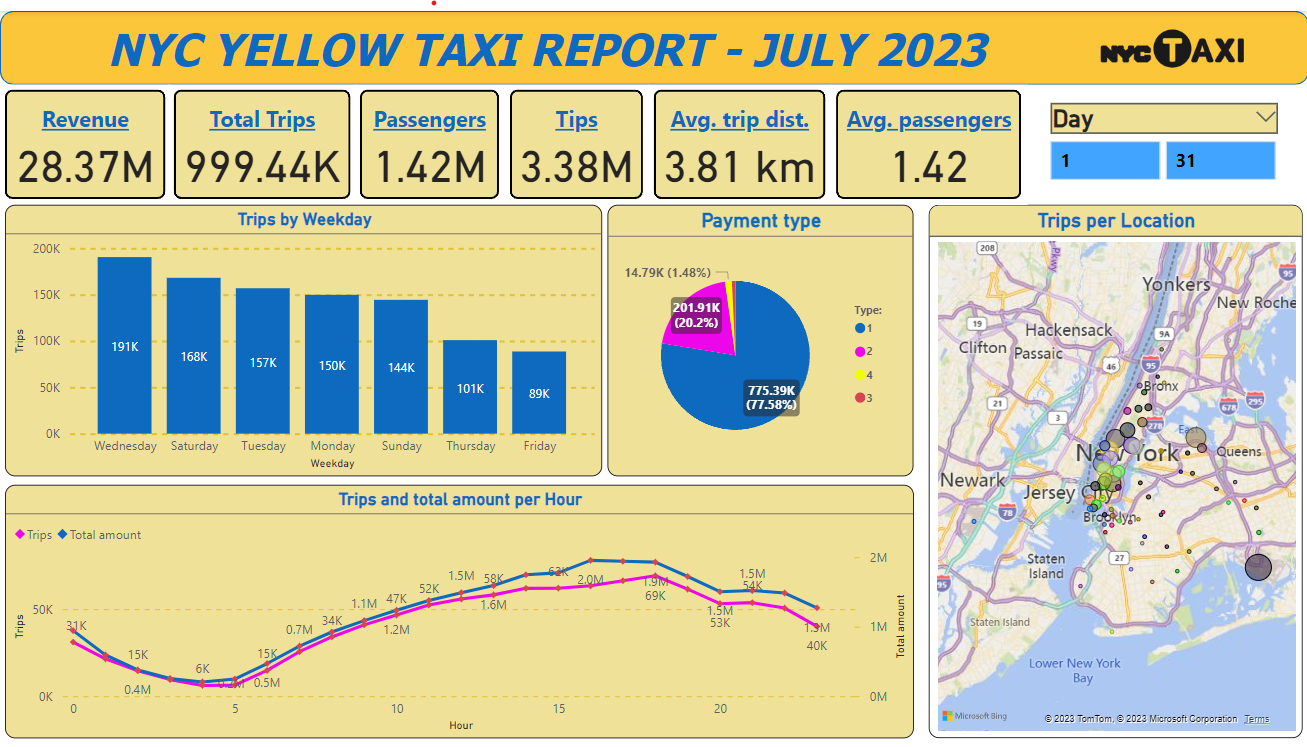 NYC YELLOW TAXI REPORT - JULY 2023
NYC TAXI
Revenue
28.37M
Total Trips
999.44K
Passengers
1.42M
Tips
3.38M
Avg. trip dist.
3.81 km
Avg. passengers
1.42
Day
1
31
Trips by Weekday
200K
150K
100K
50K
0K
Trips
191K
168K
157K
150K
144K
101K
89K
Wednesday
Saturday
Tuesday
Monday
Sunday
Thursday
Friday
Weekday
Payment type
14.79K (1.48%)
201.91K
(20.2%)
775.39K
(77.58%)
Type:
1
2
4
3
Trips per Location
208
Pkwy
95
Yonkers
New Roche
19
Hackensack
9A
Clifton
Passaic
46
95
Bronx
21
3
678
295
95
278
East
New York
Queens
Newark
Jersey City
78
Brooklyn
27
Staten
Island
95
Staten Island
Lower New York
Bay
Microsoft Bing
© 2023 TomTom, © 2023 Microsoft Corporation
Terms
Trips and total amount per Hour
Trips
Total amount
50K
0K
Trips
31K
15K
0.4M
6K
0.2M
15K
0.5M
0.7M
34K
1.1M
47K
1.2M
52K
1.5M
58K
1.6M
62K
2.0M
1.9M
69K
1.5M
53K
1.5M
54K
1.3M
40K
2M
1M
0M
Total amount
0
5
10
15
20
Hour